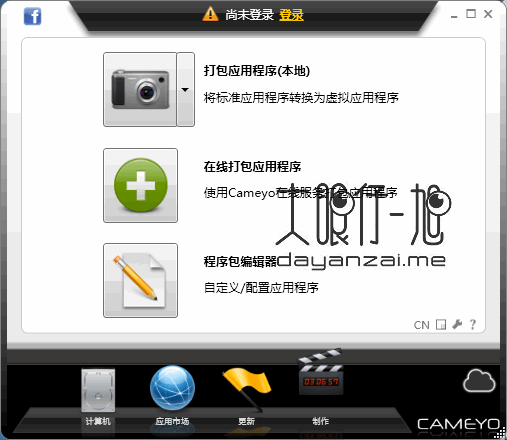 尚未登录 登录
打包应用程序(本地)
将标准应用程序转换为虚拟应用程序
在线打包应用程序
使用Cameyo在线服务打包应用程序
大眼仔-旭
dayanzai.me
程序包编辑器
自定义/配置应用程序
CN
03 06 57
计算机
应用市场
更新
制作
CAMEYO